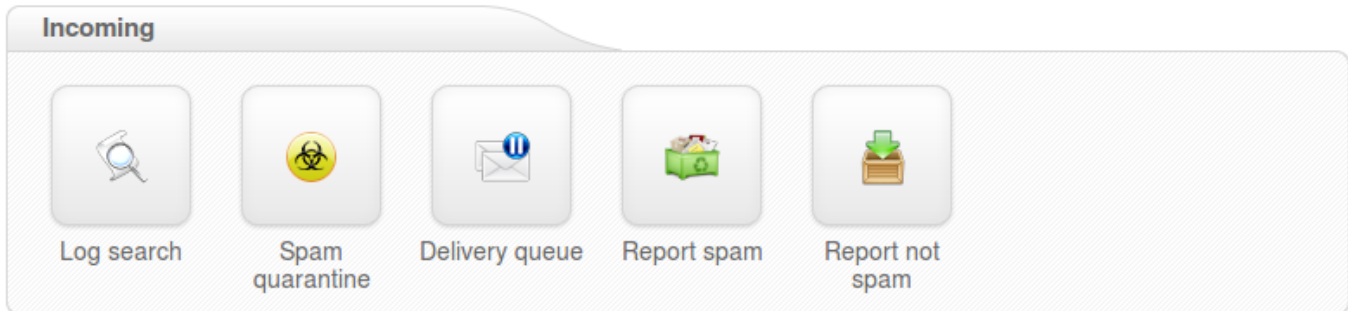 Incoming
Log search
Spam
quarantine
Delivery queue
Report spam
Report not
spam